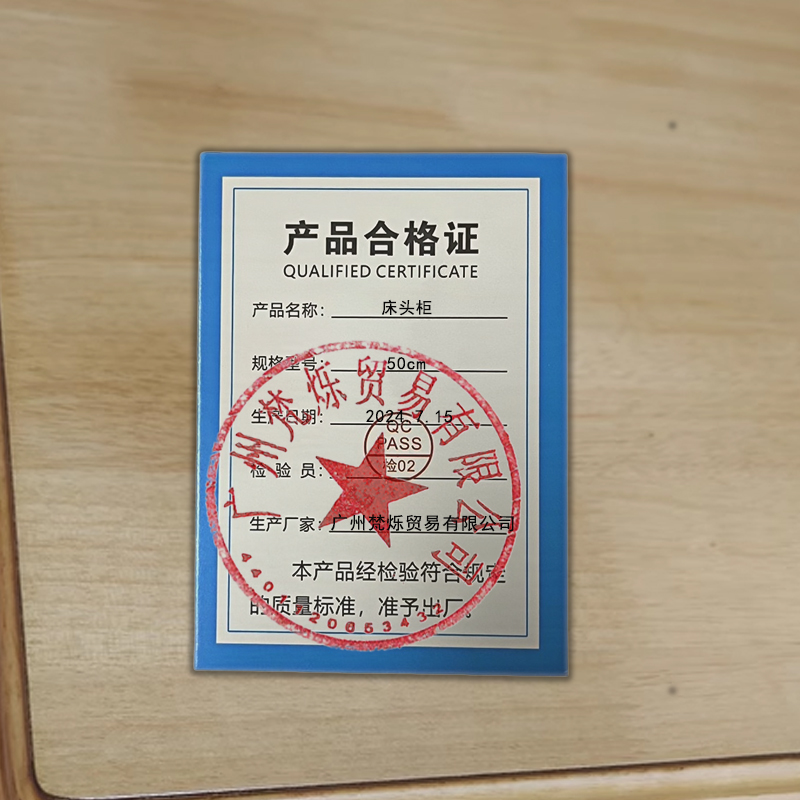 产品合格证
QUALIFIED CERTIFICATE
产品名称： 床头柜
规格型号： 50cm
生产日期： 2024.7.15
检 验 员： QC PASS 检02
生产厂家： 广州梵烁贸易有限公司
本产品经检验符合规定
的质量标准，准予出厂。
广州梵烁贸易有限公司